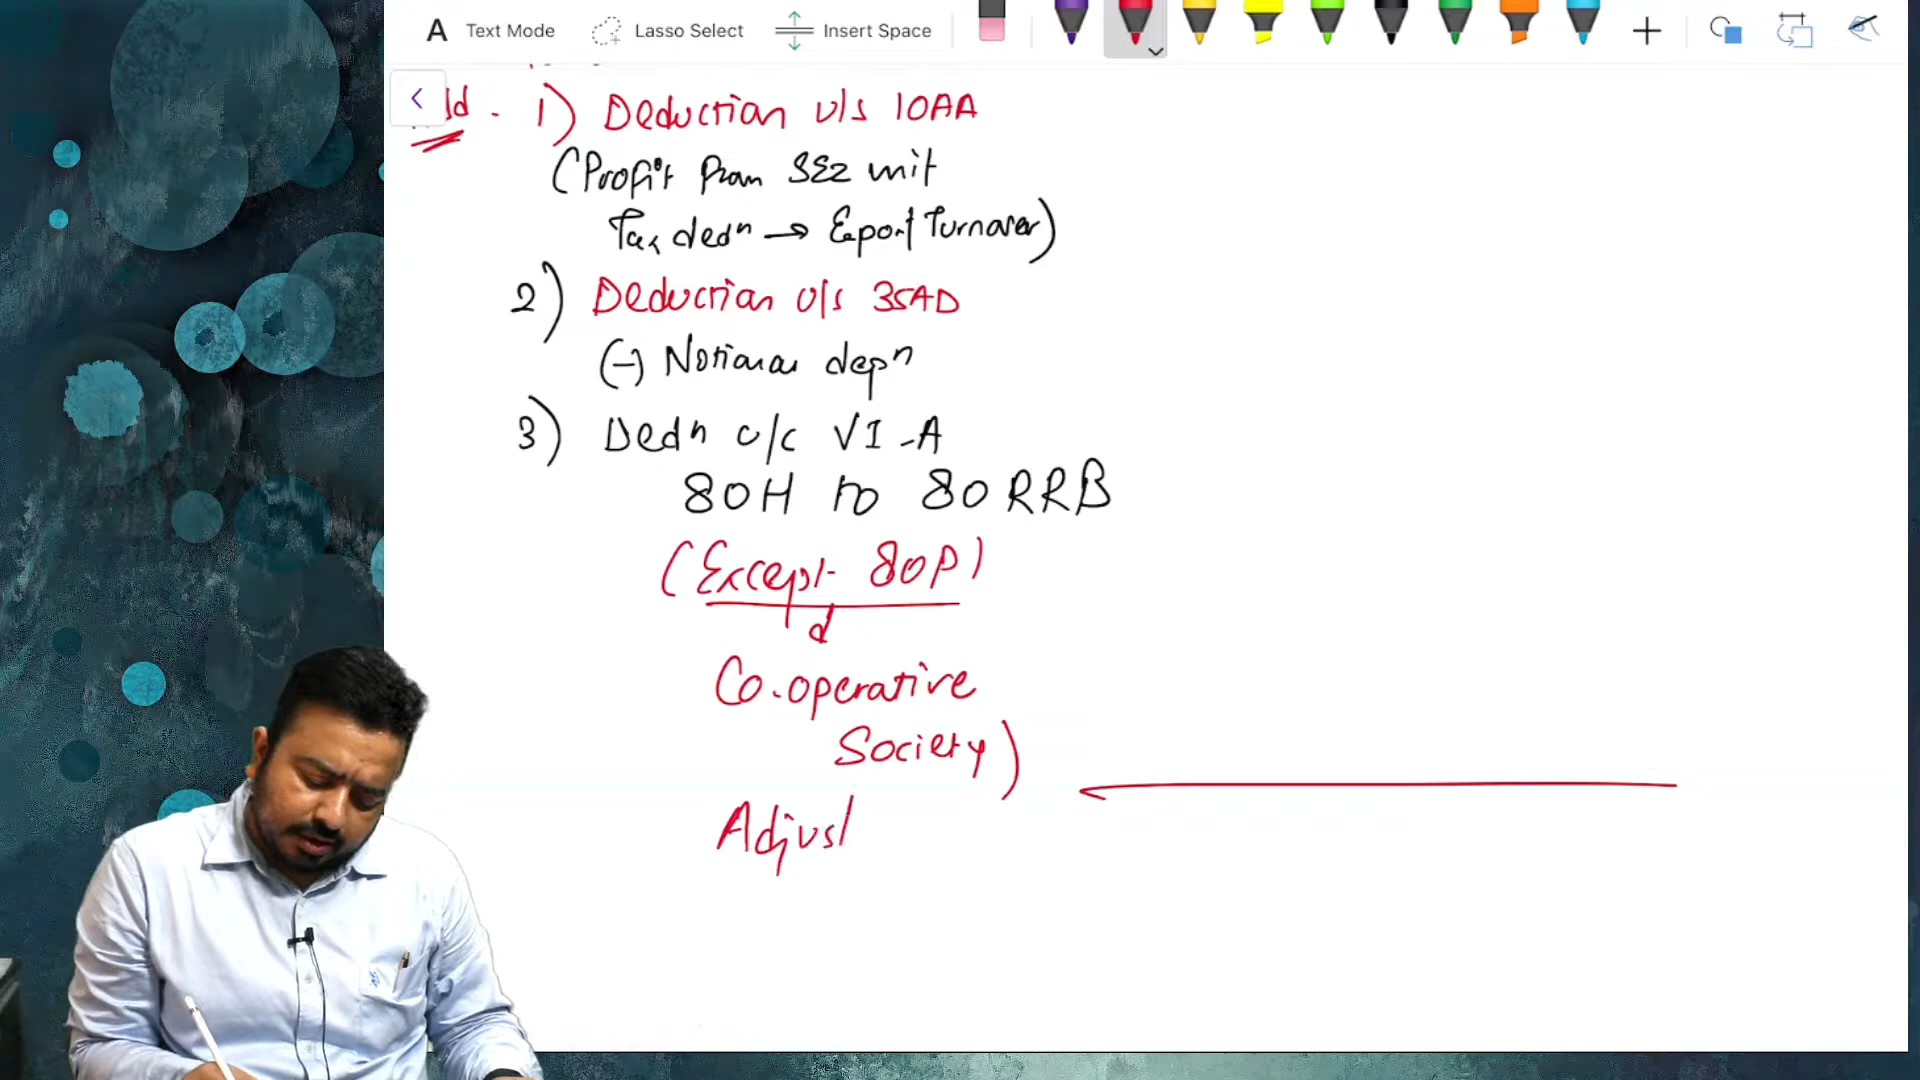 A Text Mode Lasso Select Insert Space
1) Deduction u/s 10AA
(Profit from SEZ unit
Tax dedn → Export Turnover)
2) Deduction u/s 35AD
(-) Notional depn
3) Dedn u/c VI-A
80H to 80RRB
(Except 80P)
Co-operative
Society)
Adjust